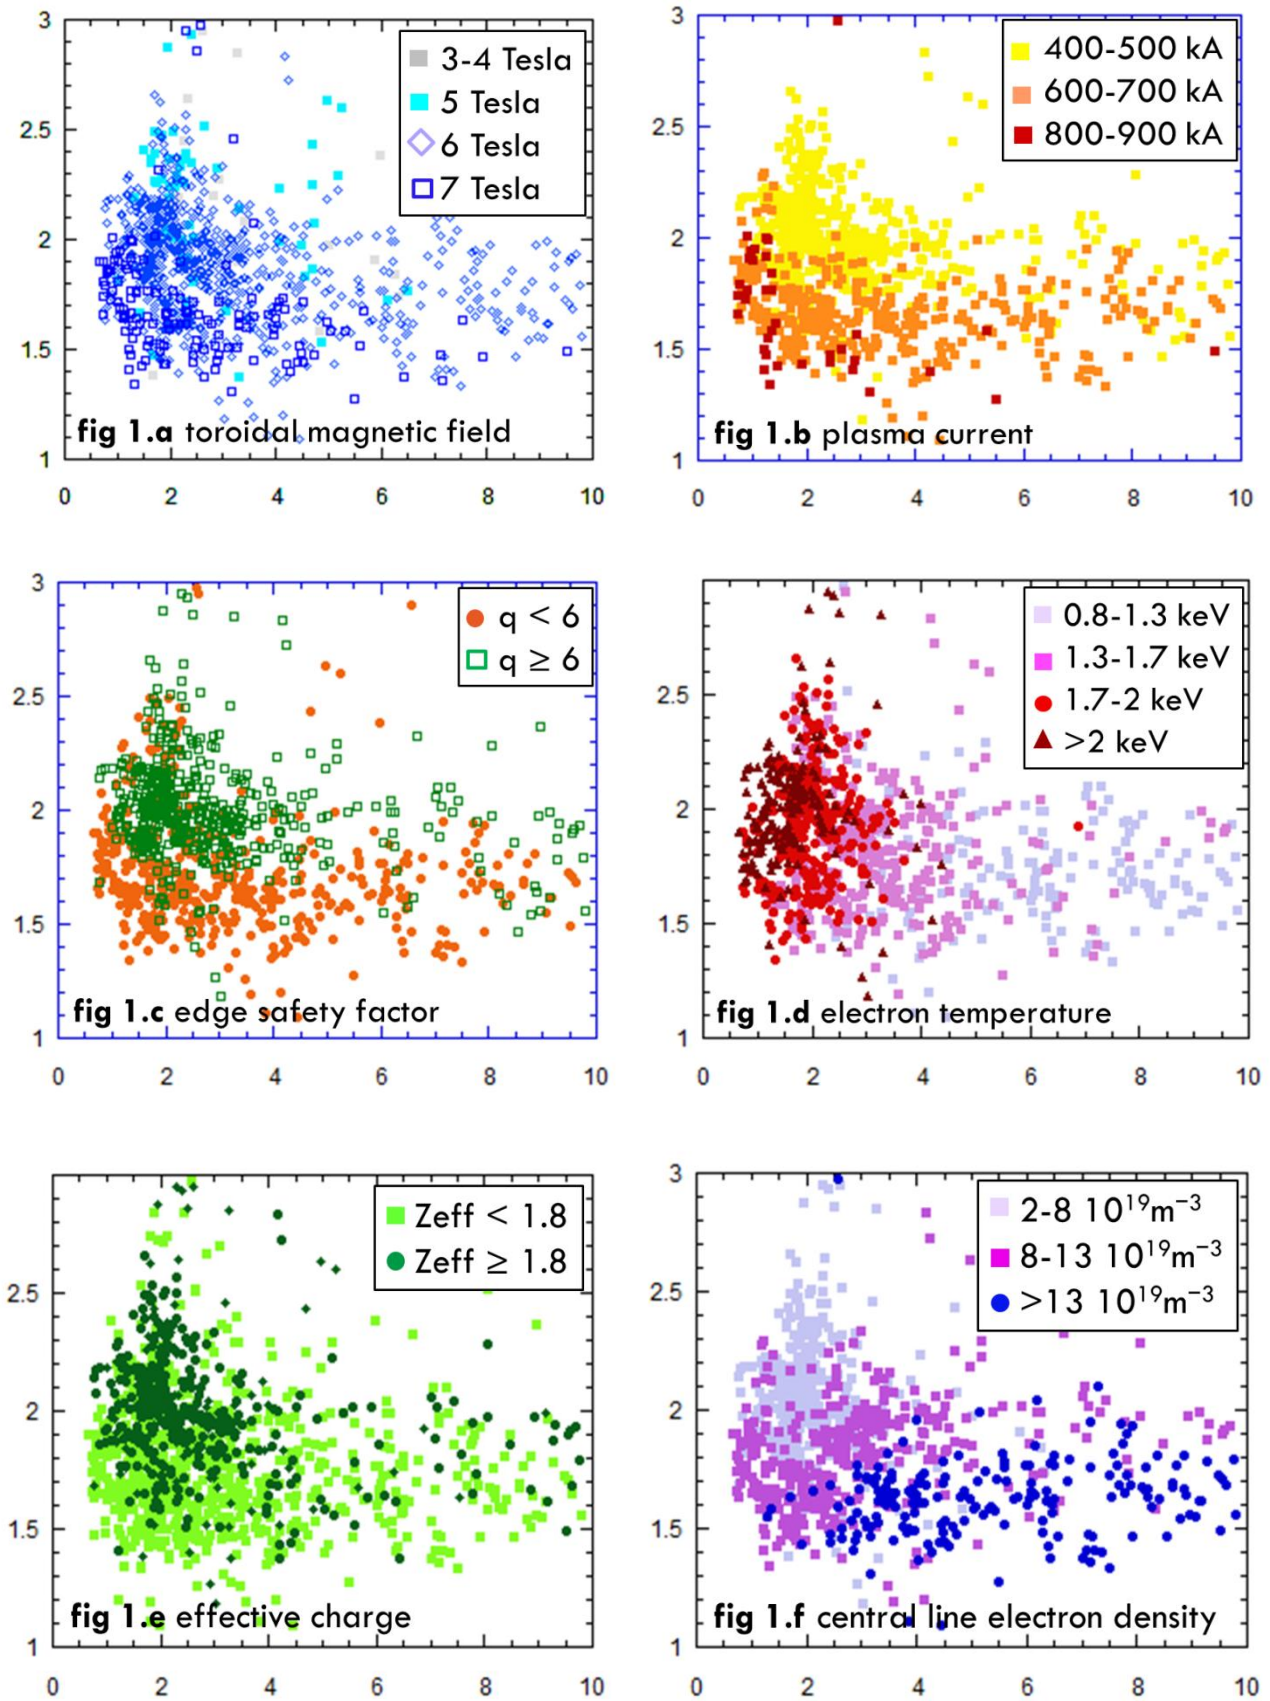 3
2.5
2
1.5
1
0
2
4
6
8
10
3-4 Tesla
5 Tesla
6 Tesla
7 Tesla
fig 1.a toroidal magnetic field
3
2.5
2
1.5
1
0
2
4
6
8
10
400-500 kA
600-700 kA
800-900 kA
fig 1.b plasma current
3
2.5
2
1.5
1
0
2
4
6
8
10
q < 6
q ≥ 6
fig 1.c edge safety factor
2.5
2
1.5
1
0
2
4
6
8
10
0.8-1.3 keV
1.3-1.7 keV
1.7-2 keV
>2 keV
fig 1.d electron temperature
2.5
2
1.5
1
0
2
4
6
8
10
Zeff < 1.8
Zeff ≥ 1.8
fig 1.e effective charge
3
2.5
2
1.5
1
0
2
4
6
8
10
2-8 10¹⁹m⁻³
8-13 10¹⁹m⁻³
>13 10¹⁹m⁻³
fig 1.f central line electron density